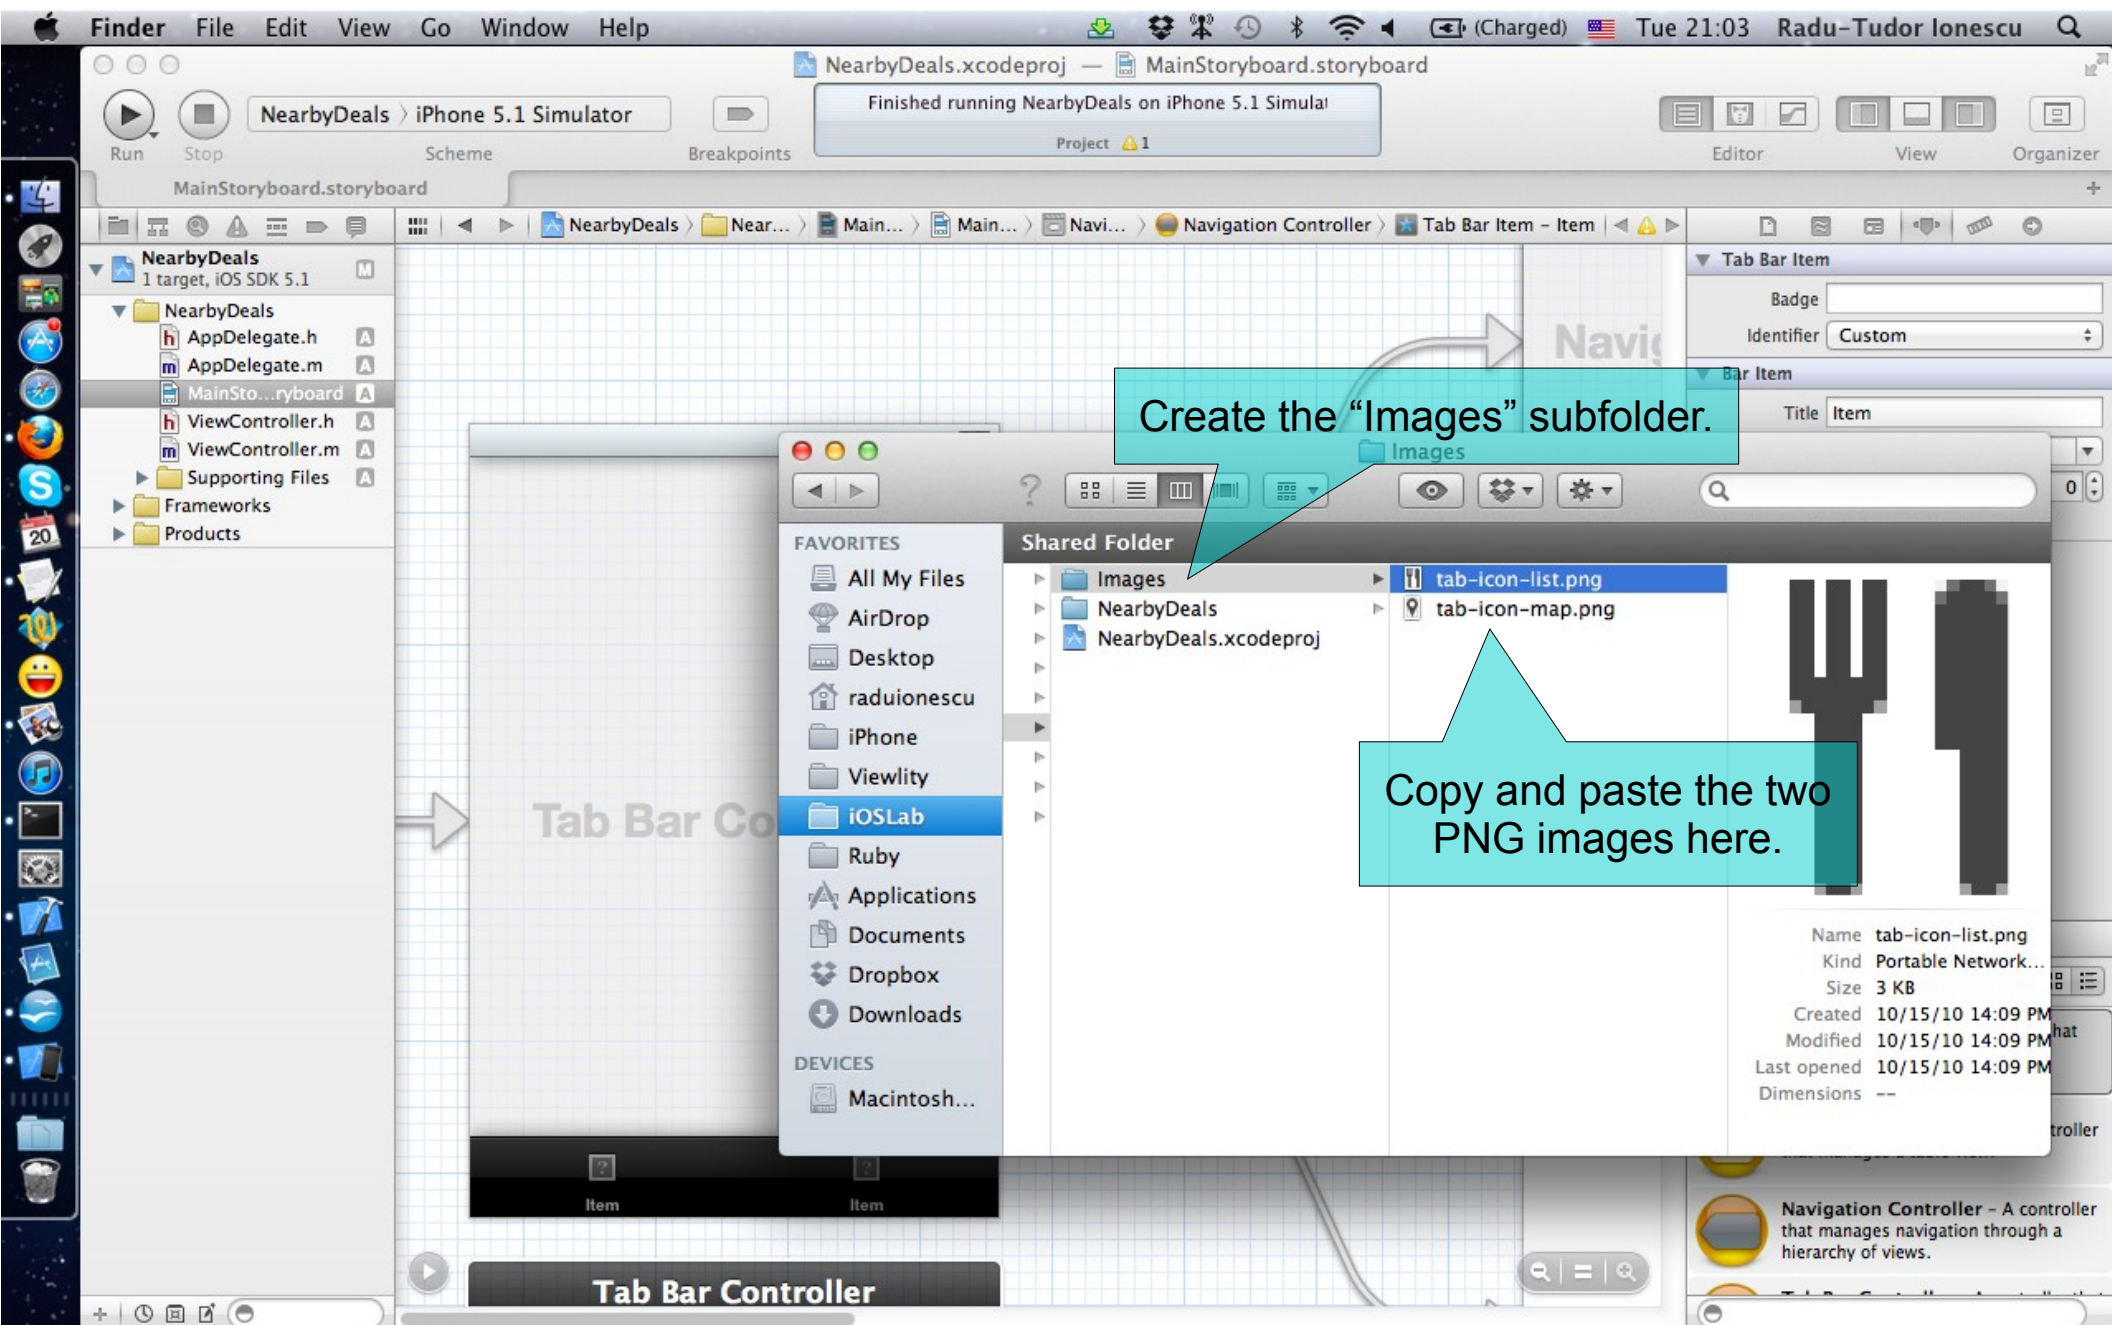 Finder File Edit View Go Window Help (Charged) Tue 21:03 Radu-Tudor Ionescu
NearbyDeals.xcodeproj — MainStoryboard.storyboard
NearbyDeals iPhone 5.1 Simulator
Finished running NearbyDeals on iPhone 5.1 Simulat
Project 1
Run Stop Scheme Breakpoints Editor View Organizer
MainStoryboard.storyboard
NearbyDeals Near... Main... Main... Navi... Navigation Controller Tab Bar Item - Item
NearbyDeals
1 target, iOS SDK 5.1
M
NearbyDeals
AppDelegate.h A
AppDelegate.m A
MainSto...ryboard A
ViewController.h A
ViewController.m A
Supporting Files A
Frameworks
Products
Tab Bar Item
Badge
Identifier Custom
Bar Item
Title Item
0
Navig
Create the “Images” subfolder.
Images
FAVORITES
All My Files
AirDrop
Desktop
raduionescu
iPhone
Viewlity
iOSLab
Ruby
Applications
Documents
Dropbox
Downloads
DEVICES
Macintosh...
Shared Folder
Images
NearbyDeals
NearbyDeals.xcodeproj
tab-icon-list.png
tab-icon-map.png
Copy and paste the two
PNG images here.
Name tab-icon-list.png
Kind Portable Network...
Size 3 KB
Created 10/15/10 14:09 PM
Modified 10/15/10 14:09 PM
Last opened 10/15/10 14:09 PM
Dimensions --
Tab Bar Co
Item Item
Tab Bar Controller
hat
troller
Navigation Controller - A controller
that manages navigation through a
hierarchy of views.
20